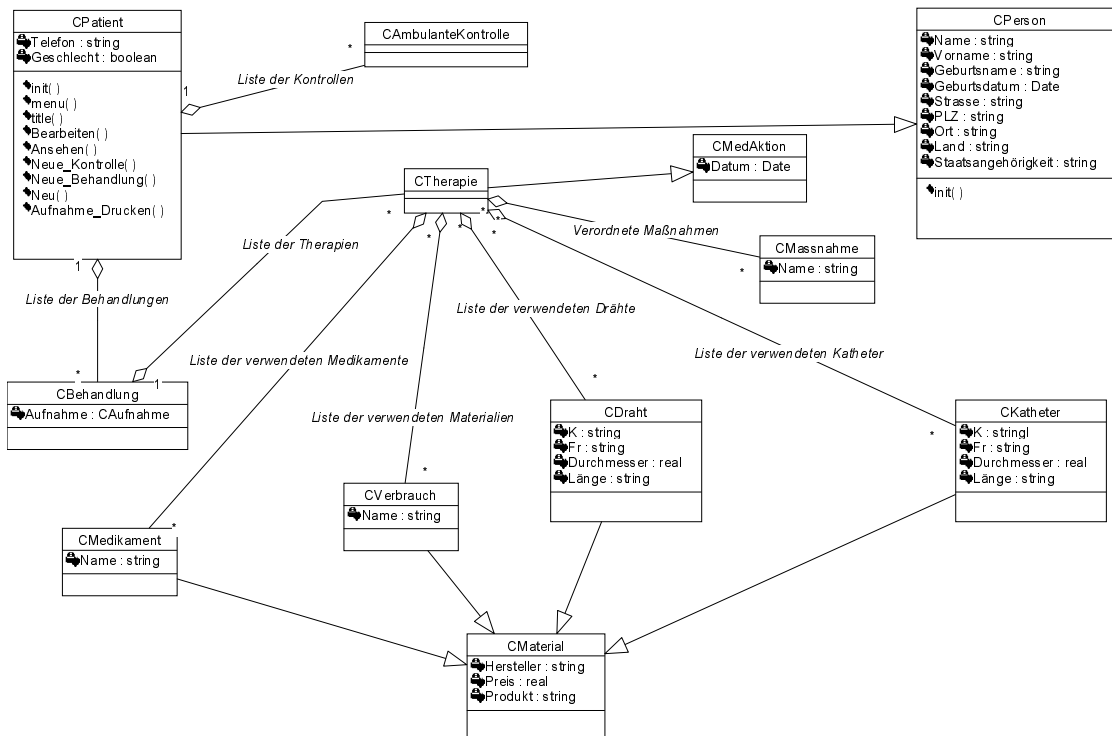 CPatient
Telefon : string
Geschlecht : boolean
init( )
menu( )
title( )
Bearbeiten( )
Ansehen( )
Neue_Kontrolle( )
Neue_Behandlung( )
Neu( )
Aufnahme_Drucken( )
CAmbulanteKontrolle
*
Liste der Kontrollen
1
CPerson
Name : string
Vorname : string
Geburtsname : string
Geburtsdatum : Date
Strasse : string
PLZ : string
Ort : string
Land : string
Staatsangehörigkeit : string
init( )
CMedAktion
Datum : Date
CTherapie
*
*
*
*
*
*
Liste der Therapien
Verordnete Maßnahmen
CMassnahme
Name : string
*
1
Liste der Behandlungen
*
Liste der verwendeten Drähte
Liste der verwendeten Medikamente
Liste der verwendeten Katheter
CBehandlung
1
Aufnahme : CAufnahme
Liste der verwendeten Materialien
*
CDraht
K : string
Fr : string
Durchmesser : real
Länge : string
*
CKatheter
K : stringl
Fr : string
Durchmesser : real
Länge : string
*
CVerbrauch
Name : string
*
CMedikament
Name : string
CMaterial
Hersteller : string
Preis : real
Produkt : string